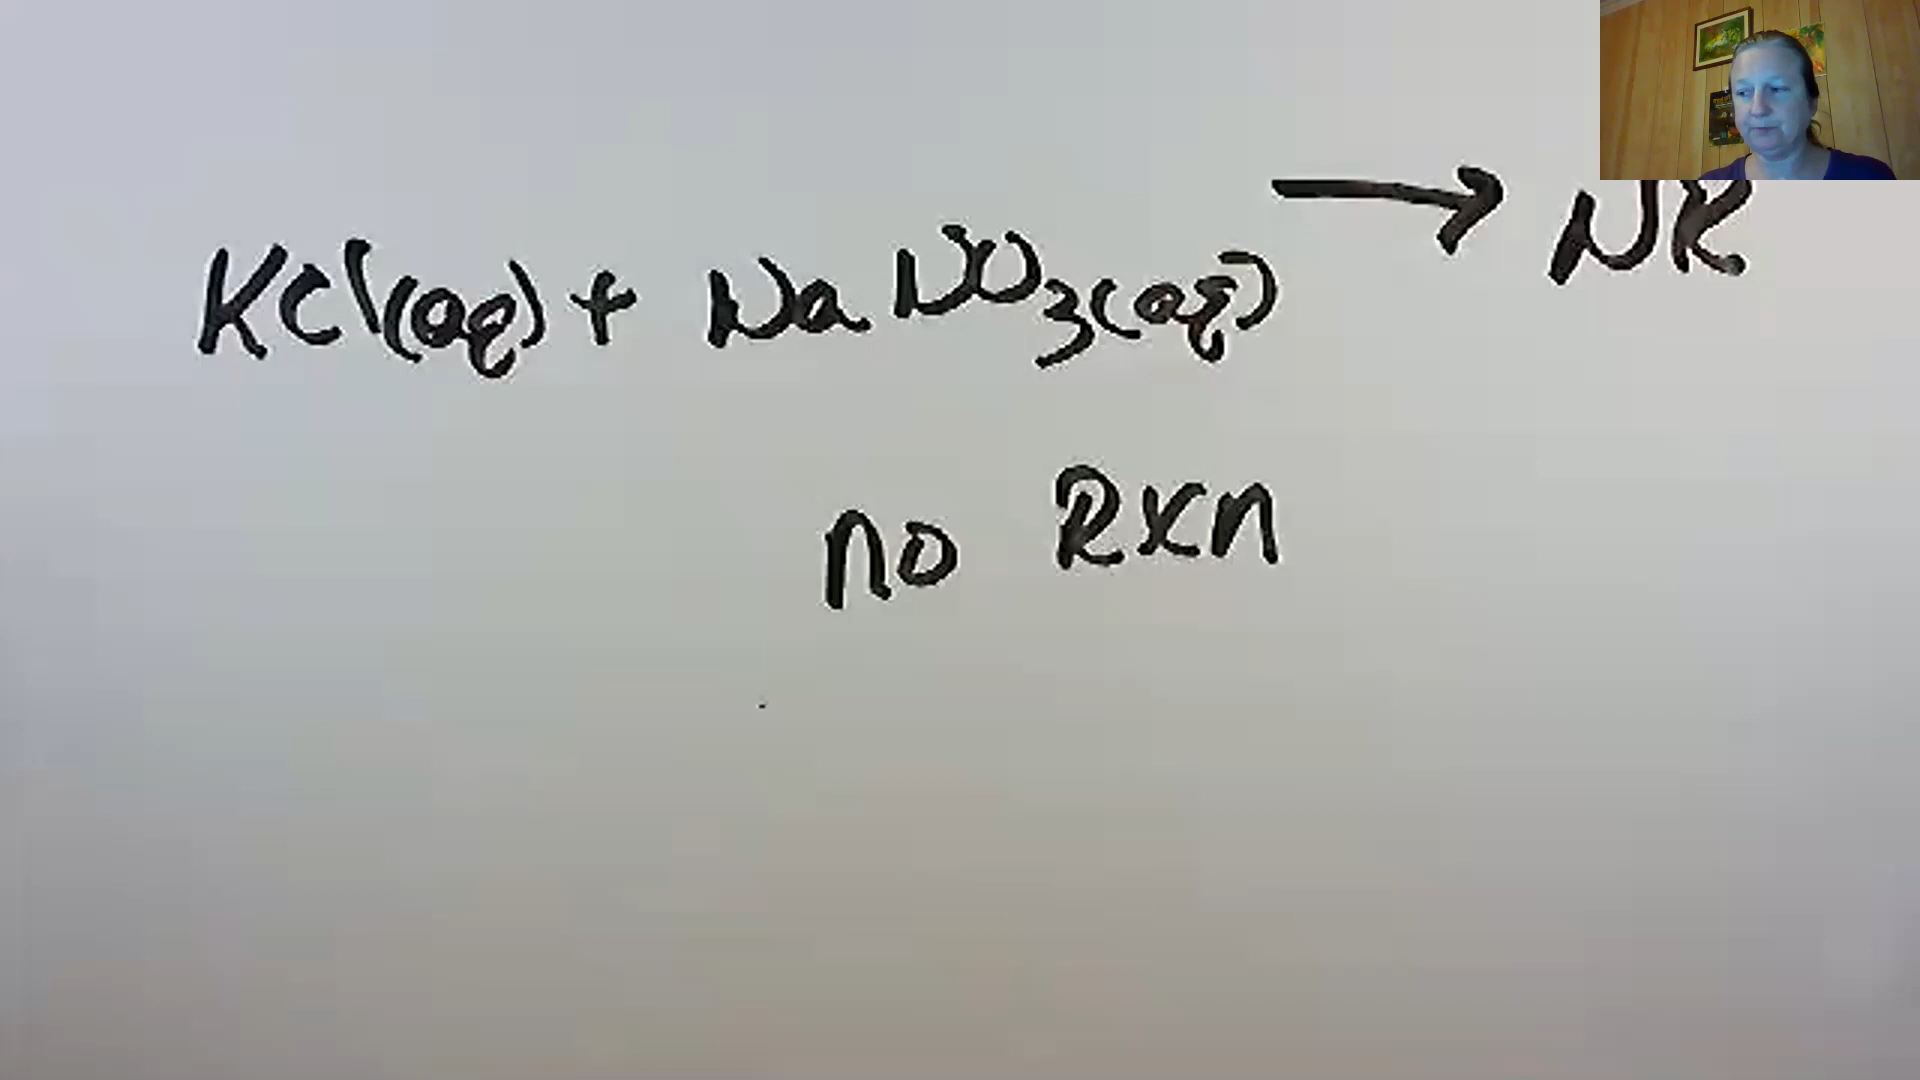 KCl(aq) + NaNO₃(aq) → NR
no Rxn